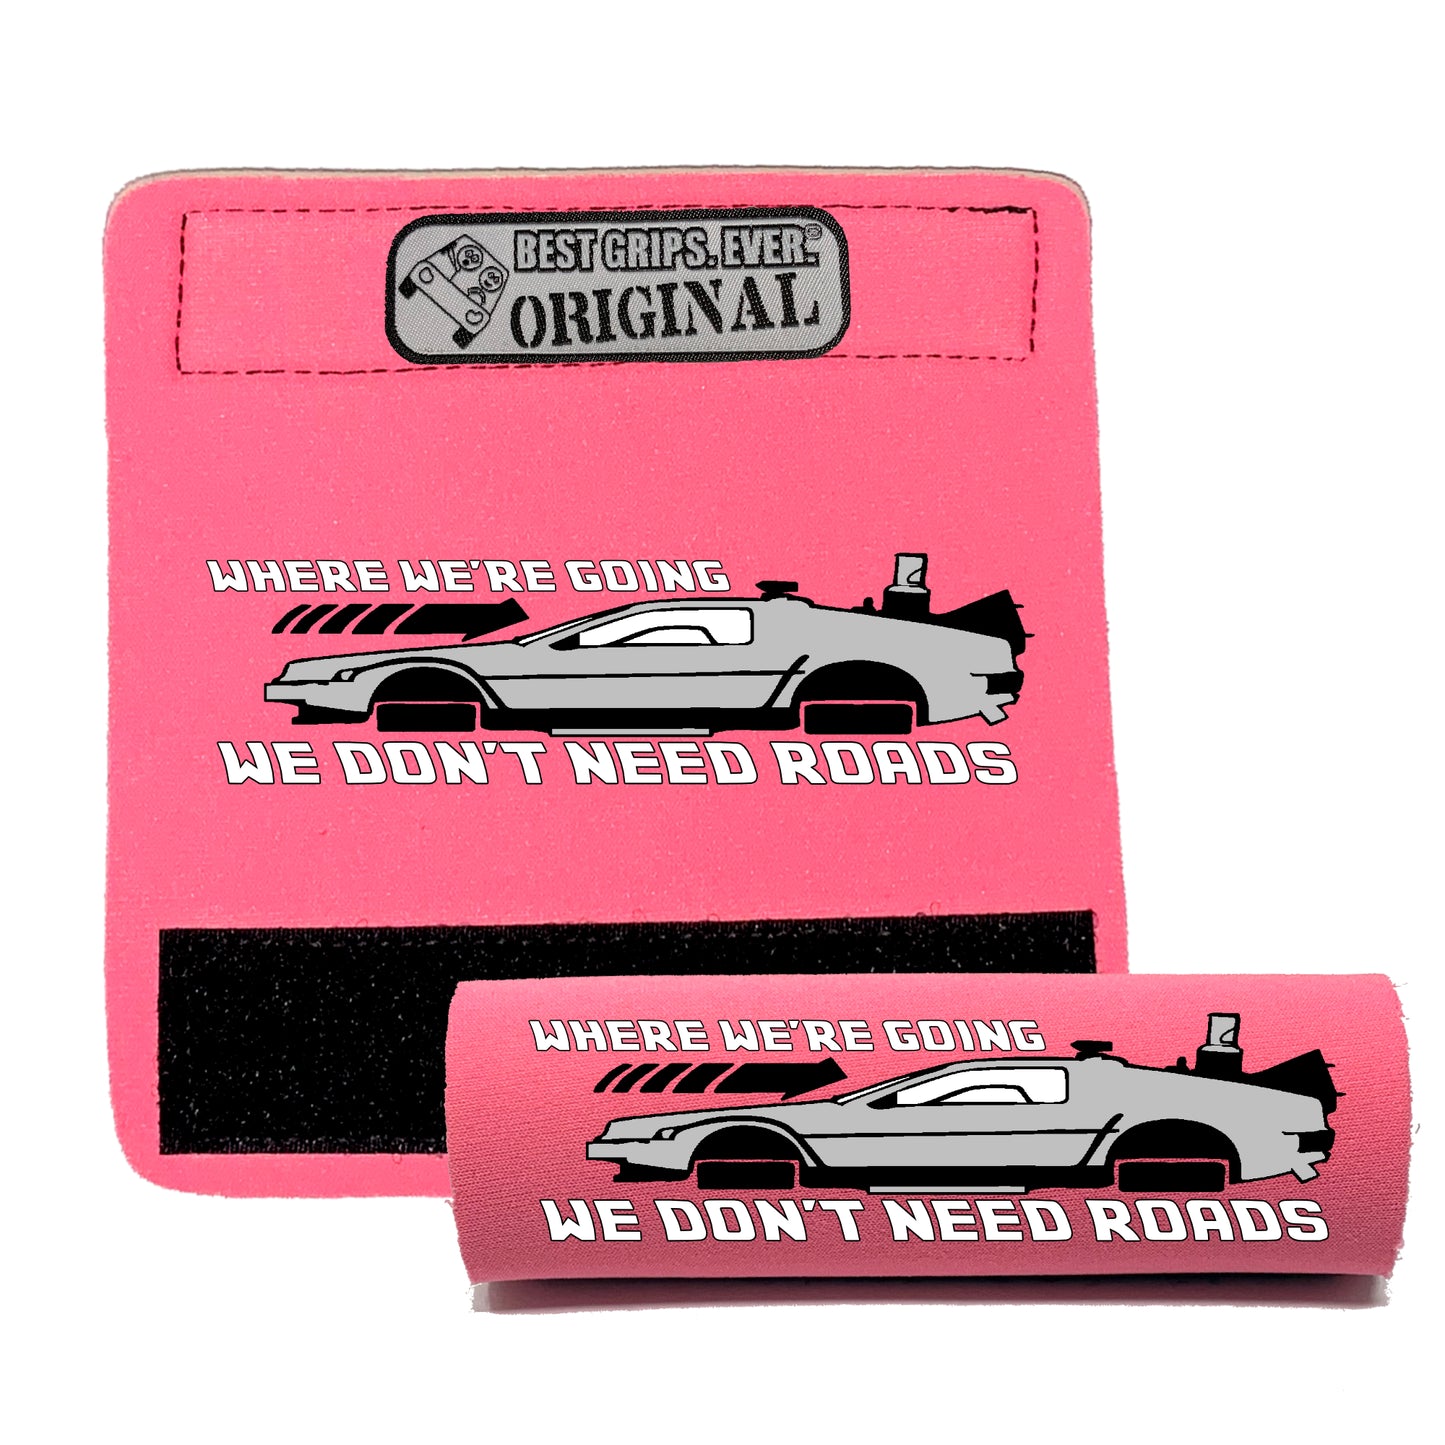 BEST GRIPS. EVER.®
ORIGINAL
WHERE WE'RE GOING
WE DON'T NEED ROADS
WHERE WE'RE GOING
WE DON'T NEED ROADS